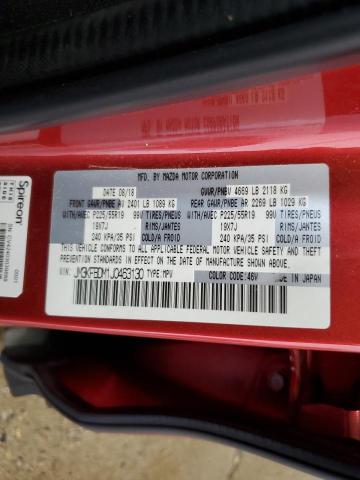 MFD. BY MAZDA MOTOR CORPORATION
DATE 08/18 GVWR/PNBV 4669 LB 2118 KG
FRONT GAWR/PNBE AV 2401 LB 1089 KG REAR GAWR/PNBE AR 2269 LB 1029 KG
WITH/AVEC P225/55R19 99V TIRES/PNEUS WITH/AVEC P225/55R19 99V TIRES/PNEUS
19X7J RIMS/JANTES 19X7J RIMS/JANTES
240 KPA/35 PSI COLD/A FROID 240 KPA/35 PSI COLD/A FROID
THIS VEHICLE CONFORMS TO ALL APPLICABLE FEDERAL MOTOR VEHICLE SAFETY AND
THEFT PREVENTION STANDARDS IN EFFECT ON THE DATE OF MANUFACTURE SHOWN ABOVE.
VIN: TYPE: MPV
COLOR CODE: 46V MADE IN JAPAN
Spireon